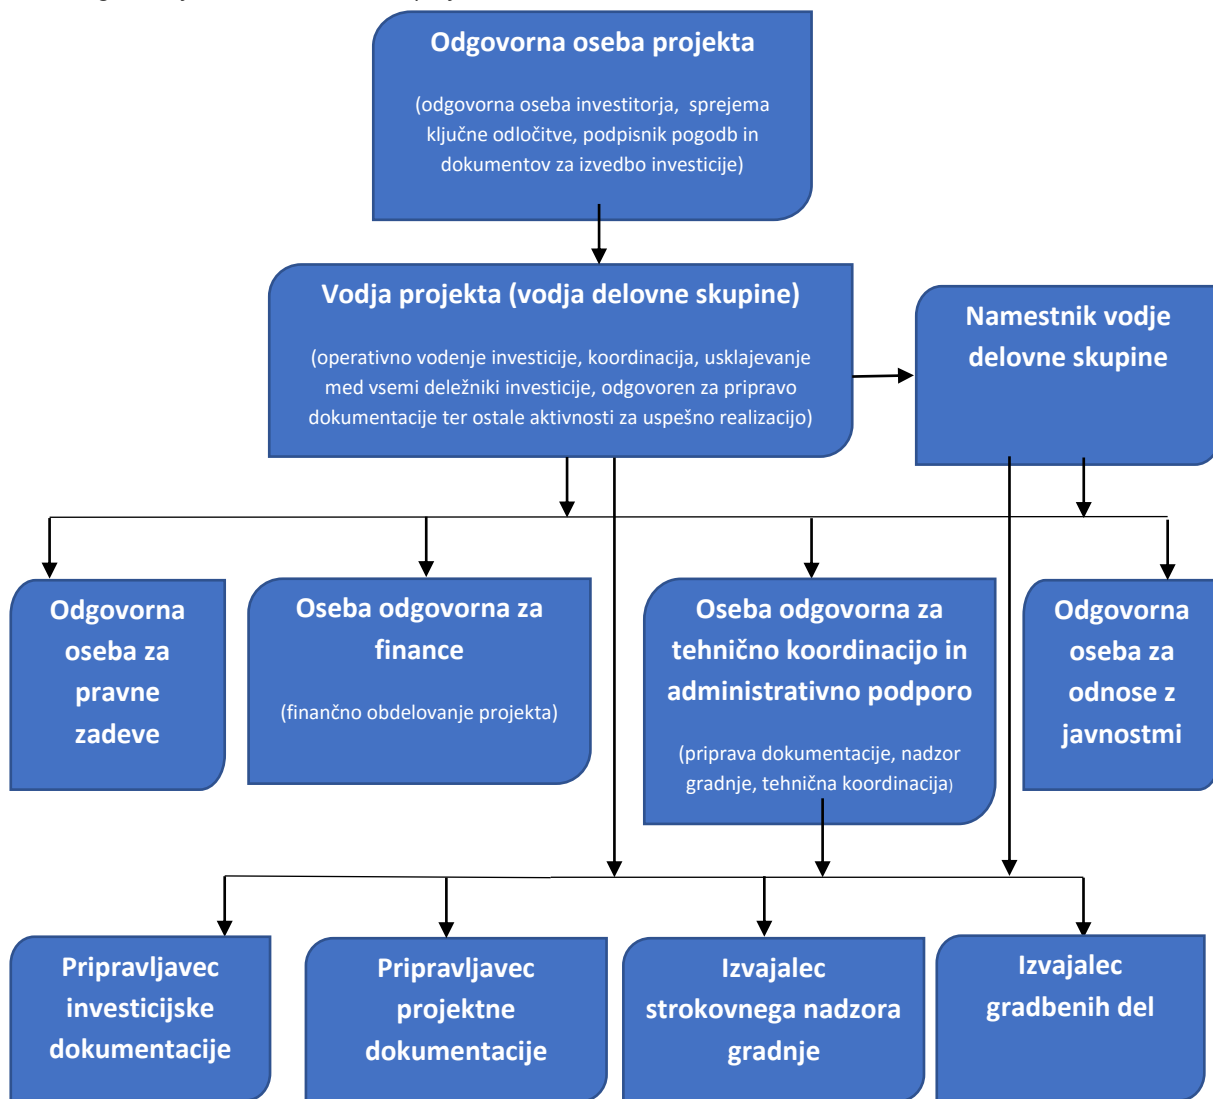 Odgovorna oseba projekta
(odgovorna oseba investitorja, sprejema
ključne odločitve, podpisnik pogodb in
dokumentov za izvedbo investicije)
Vodja projekta (vodja delovne skupine)
(operativno vodenje investicije, koordinacija, usklajevanje
med vsemi deležniki investicije, odgovoren za pripravo
dokumentacije ter ostale aktivnosti za uspešno realizacijo)
Namestnik vodje
delovne skupine
Odgovorna
oseba za
pravne
zadeve
Oseba odgovorna za
finance
(finančno obdelovanje projekta)
Oseba odgovorna za
tehnično koordinacijo in
administrativno podporo
(priprava dokumentacije, nadzor
gradnje, tehnična koordinacija)
Odgovorna
oseba za
odnose z
javnostmi
Pripravljavec
investicijske
dokumentacije
Pripravljavec
projektne
dokumentacije
Izvajalec
strokovnega nadzora
gradnje
Izvajalec
gradbenih del